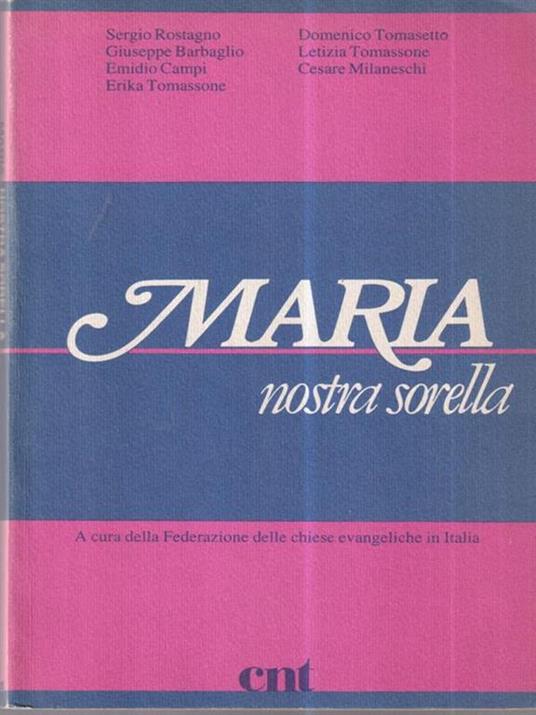 Sergio Rostagno
Giuseppe Barbaglio
Emidio Campi
Erika Tomassone
Domenico Tomasetto
Letizia Tomassone
Cesare Milaneschi
MARIA
nostra sorella
A cura della Federazione delle chiese evangeliche in Italia
cnt